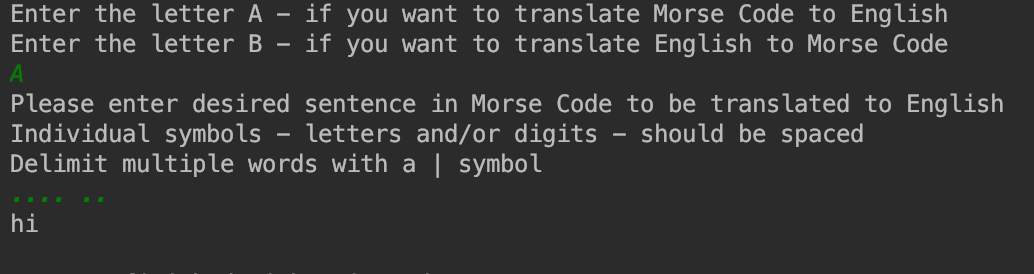 Enter the letter A – if you want to translate Morse Code to English
Enter the letter B – if you want to translate English to Morse Code
A
Please enter desired sentence in Morse Code to be translated to English
Individual symbols – letters and/or digits – should be spaced
Delimit multiple words with a | symbol
.... ..
hi